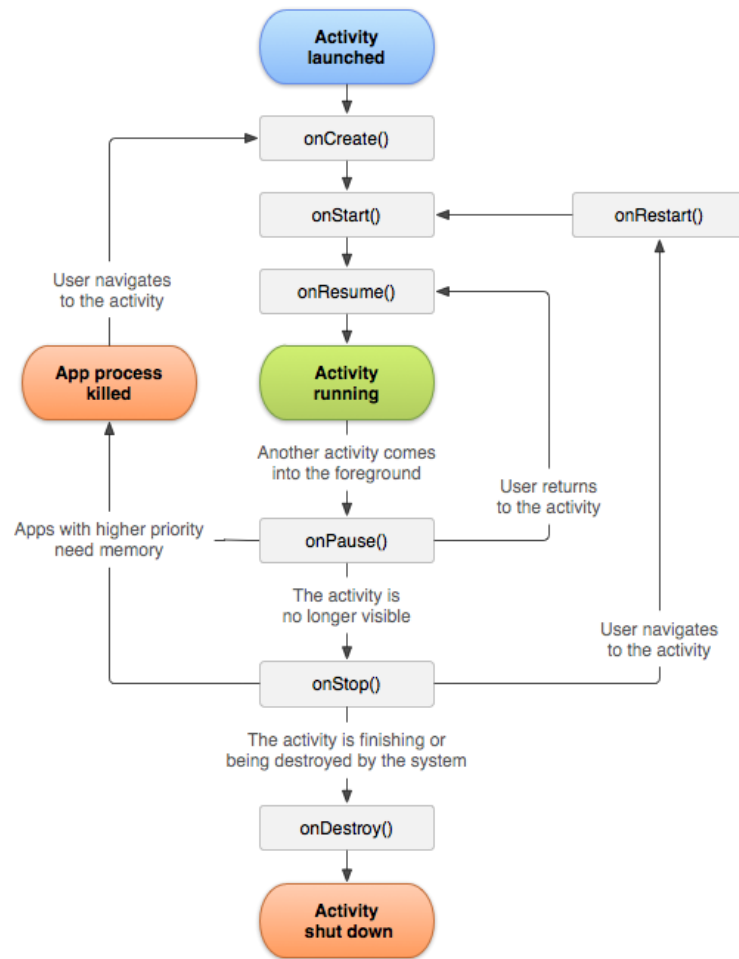 Activity
launched
onCreate()
onStart()
onRestart()
onResume()
User navigates
to the activity
App process
killed
Activity
running
Another activity comes
into the foreground
User returns
to the activity
Apps with higher priority
need memory
onPause()
The activity is
no longer visible
User navigates
to the activity
onStop()
The activity is finishing or
being destroyed by the system
onDestroy()
Activity
shut down